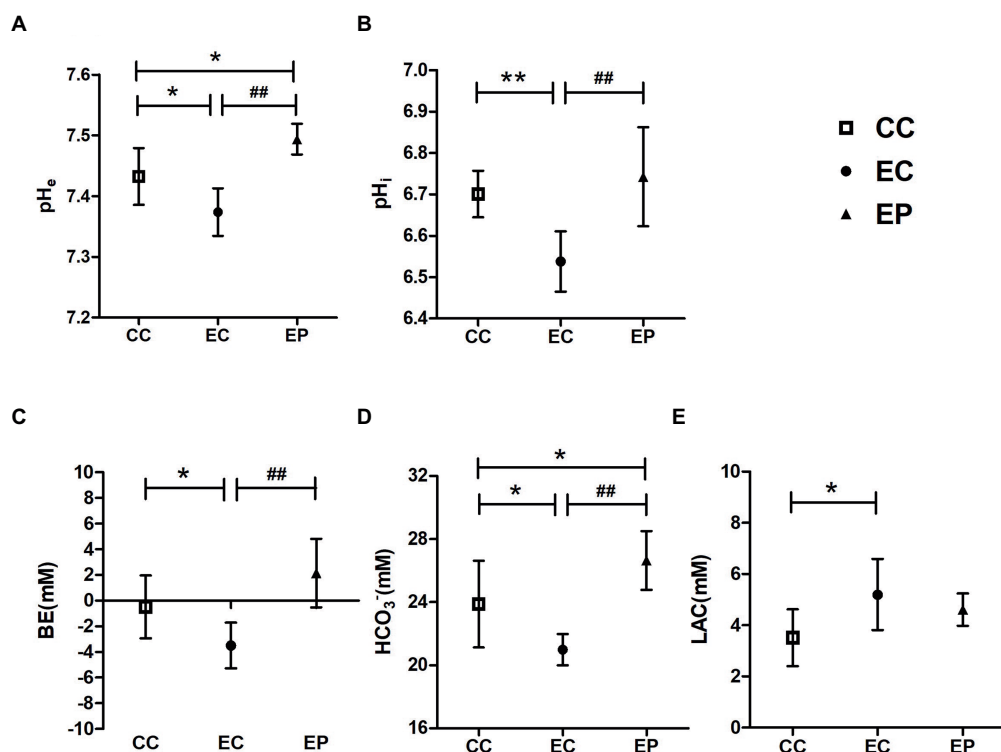 A
*
*
##
7.6
7.5
7.4
7.3
7.2
pHe
CC
EC
EP
B
**
##
7.0
6.9
6.8
6.7
6.6
6.5
6.4
pHi
CC
EC
EP
CC
EC
EP
C
*
##
10
8
6
4
2
0
-2
-4
-6
-8
-10
BE(mM)
CC
EC
EP
D
*
*
##
32
28
24
20
16
HCO3-(mM)
CC
EC
EP
E
*
10
8
6
4
2
0
LAC(mM)
CC
EC
EP